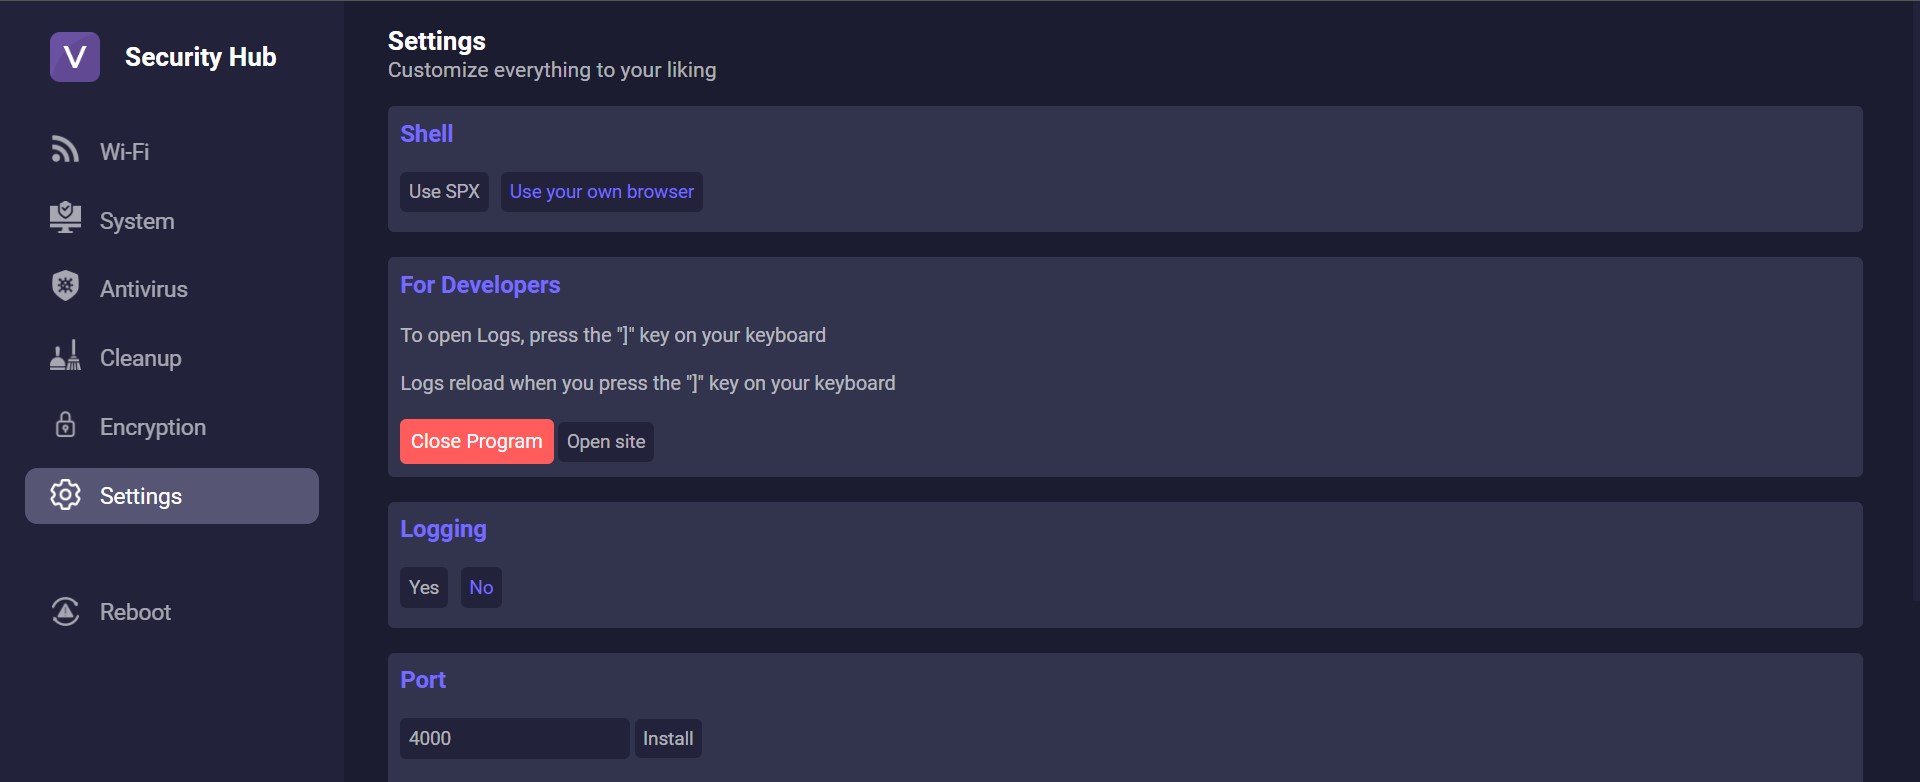 V
Security Hub
Wi-Fi
System
Antivirus
Cleanup
Encryption
Settings
Reboot
Settings
Customize everything to your liking
Shell
Use SPX
Use your own browser
For Developers
To open Logs, press the "]" key on your keyboard
Logs reload when you press the "]" key on your keyboard
Close Program
Open site
Logging
Yes
No
Port
4000
Install